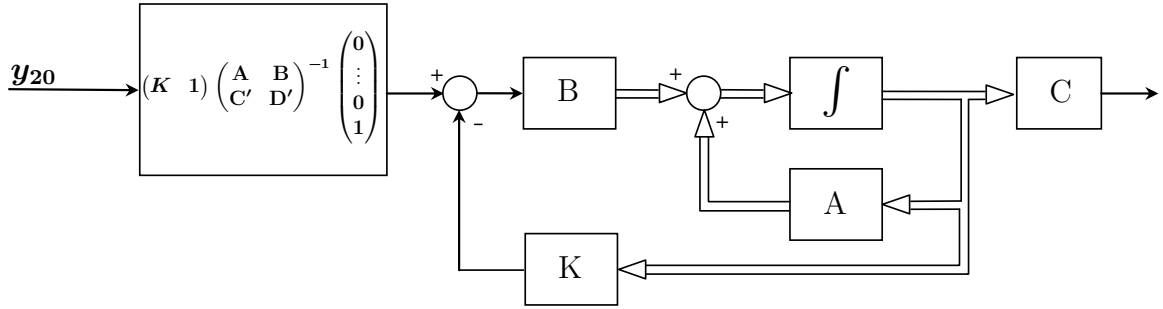 y₂₀
(K 1) (A B; C′ D′)⁻¹ (0 ⋮ 0 1)
+
–
B
+
+
∫
C
A
K